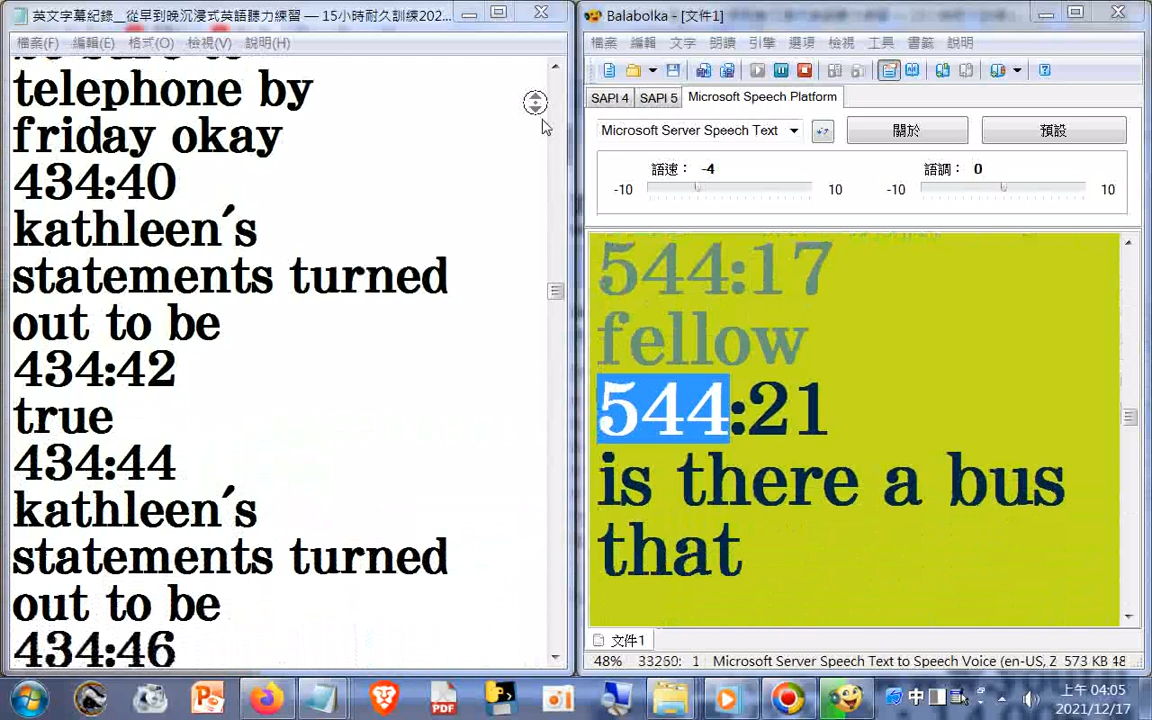 英文字幕紀錄__從早到晚沉浸式英語聽力練習 — 15小時耐久訓練202...
檔案(F) 編輯(E) 格式(O) 檢視(V) 說明(H)
telephone by
friday okay
434:40
kathleen's
statements turned
out to be
434:42
true
434:44
kathleen's
statements turned
out to be
434:46
Balabolka - [文件1]
檔案 編輯 文字 朗讀 引擎 選項 檢視 工具 書籤 說明
SAPI 4 SAPI 5 Microsoft Speech Platform
Microsoft Server Speech Text 關於 預設
語速： -4 語調： 0
-10 10 -10 10
544:17
fellow
544:21
is there a bus
that
文件1
48% 33260: 1 Microsoft Server Speech Text to Speech Voice (en-US, Z 573 KB 48
PDF 中 上午 04:05
2021/12/17